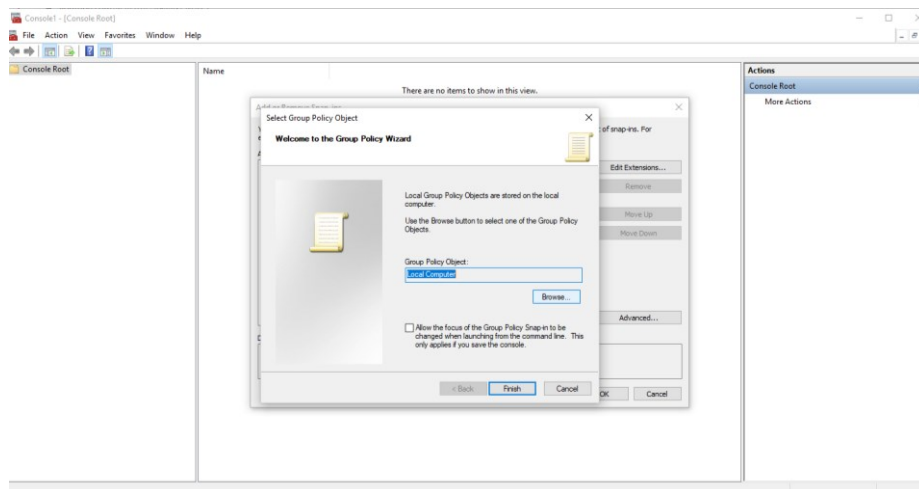 Console1 - [Console Root]
File Action View Favorites Window Help
Console Root
Name
There are no items to show in this view.
Actions
Console Root
More Actions
Add or Remove Snap-ins
of snap-ins. For
Edit Extensions...
Remove
Move Up
Move Down
Advanced...
OK Cancel
Select Group Policy Object
Welcome to the Group Policy Wizard
Local Group Policy Objects are stored on the local
computer.
Use the Browse button to select one of the Group Policy
Objects.
Group Policy Object:
Local Computer
Browse...
Allow the focus of the Group Policy Snap-in to be
changed when launching from the command line. This
only applies if you save the console.
< Back Finish Cancel